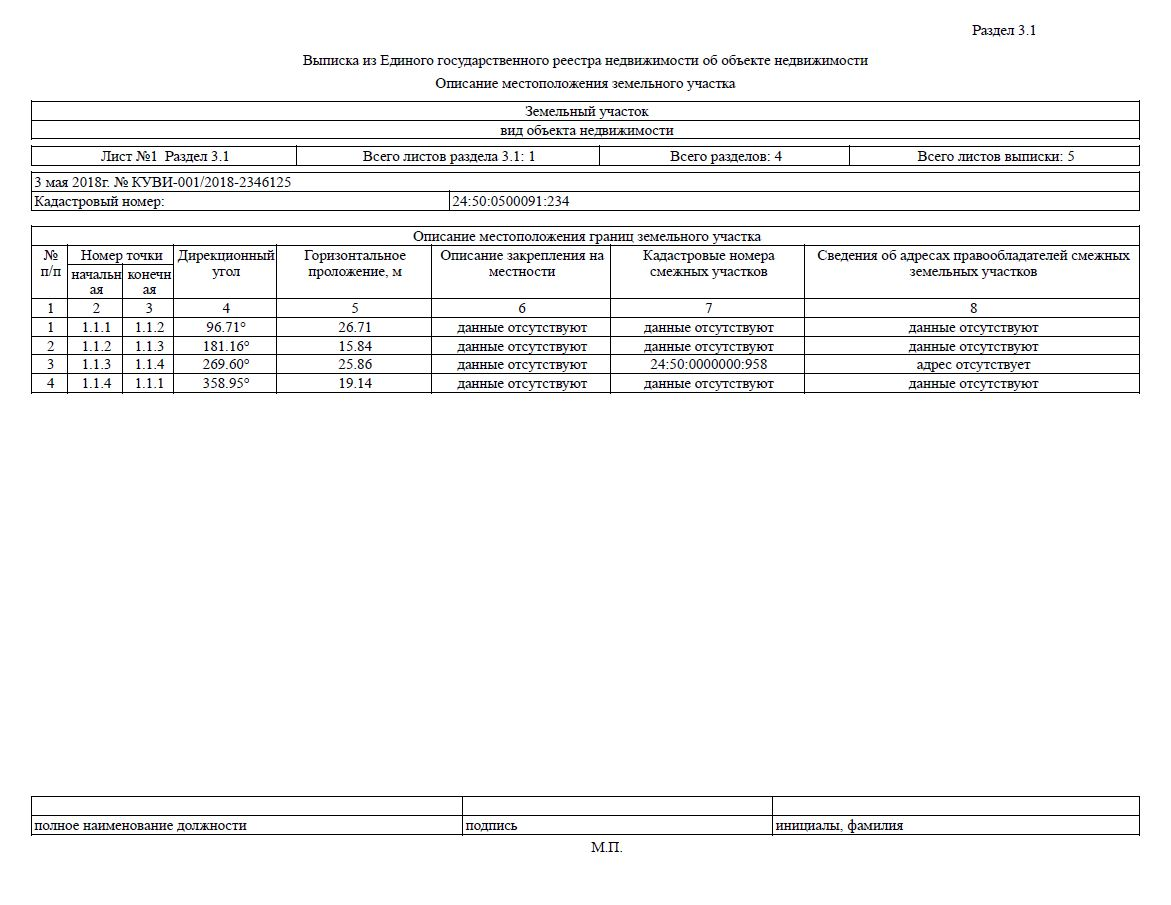 Раздел 3.1
Выписка из Единого государственного реестра недвижимости об объекте недвижимости
Описание местоположения земельного участка
Земельный участок
вид объекта недвижимости
Лист №1 Раздел 3.1 Всего листов раздела 3.1: 1 Всего разделов: 4 Всего листов выписки: 5
3 мая 2018г. № КУВИ-001/2018-2346125
Кадастровый номер: 24:50:0500091:234
Описание местоположения границ земельного участка
№ Номер точки Дирекционный Горизонтальное Описание закрепления на Кадастровые номера Сведения об адресах правообладателей смежных
п/п начальн конечн угол проложение, м местности смежных участков земельных участков
ая ая
1 2 3 4 5 6 7 8
1 1.1.1 1.1.2 96.71° 26.71 данные отсутствуют данные отсутствуют данные отсутствуют
2 1.1.2 1.1.3 181.16° 15.84 данные отсутствуют данные отсутствуют данные отсутствуют
3 1.1.3 1.1.4 269.60° 25.86 данные отсутствуют 24:50:0000000:958 адрес отсутствует
4 1.1.4 1.1.1 358.95° 19.14 данные отсутствуют данные отсутствуют данные отсутствуют
полное наименование должности подпись инициалы, фамилия
М.П.